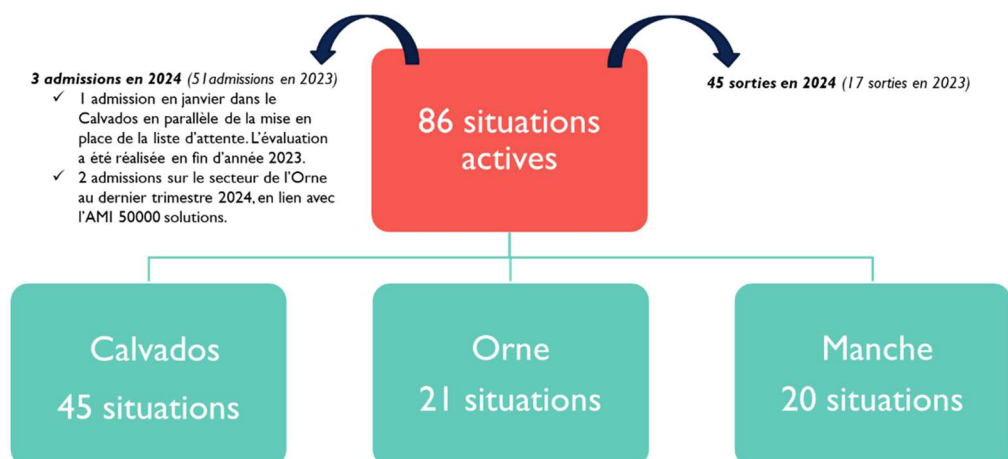 3 admissions en 2024 (51admissions en 2023)
✓ 1 admission en janvier dans le
Calvados en parallèle de la mise en
place de la liste d'attente. L'évaluation
a été réalisée en fin d'année 2023.
✓ 2 admissions sur le secteur de l'Orne
au dernier trimestre 2024, en lien avec
l'AMI 50000 solutions.
86 situations
actives
45 sorties en 2024 (17 sorties en 2023)
Calvados
45 situations
Orne
21 situations
Manche
20 situations